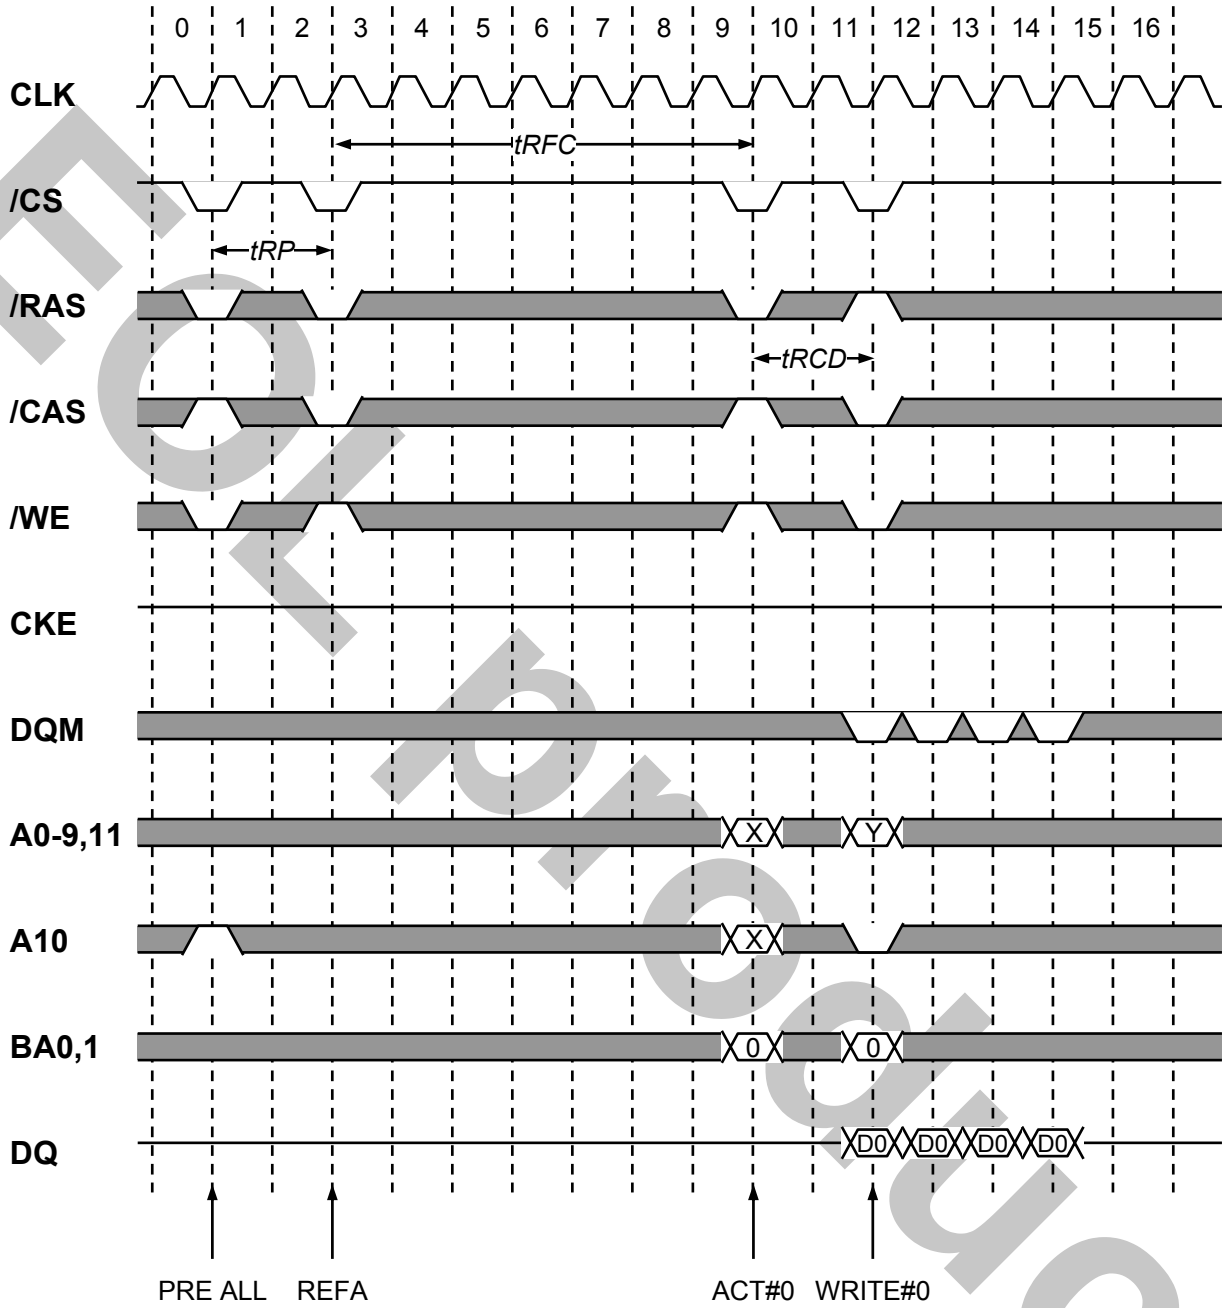 0 1 2 3 4 5 6 7 8 9 10 11 12 13 14 15 16
CLK
tRFC
/CS
tRP
/RAS
tRCD
/CAS
/WE
CKE
DQM
A0-9,11 X Y
A10 X
BA0,1 0 0
DQ D0 D0 D0 D0
PRE ALL REFA ACT#0 WRITE#0
EOL produc